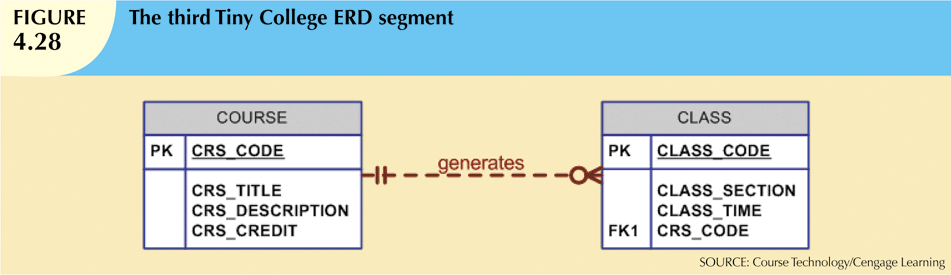 FIGURE 4.28
The third Tiny College ERD segment
COURSE
PK CRS_CODE
CRS_TITLE
CRS_DESCRIPTION
CRS_CREDIT
generates
CLASS
PK CLASS_CODE
CLASS_SECTION
CLASS_TIME
FK1 CRS_CODE
SOURCE: Course Technology/Cengage Learning